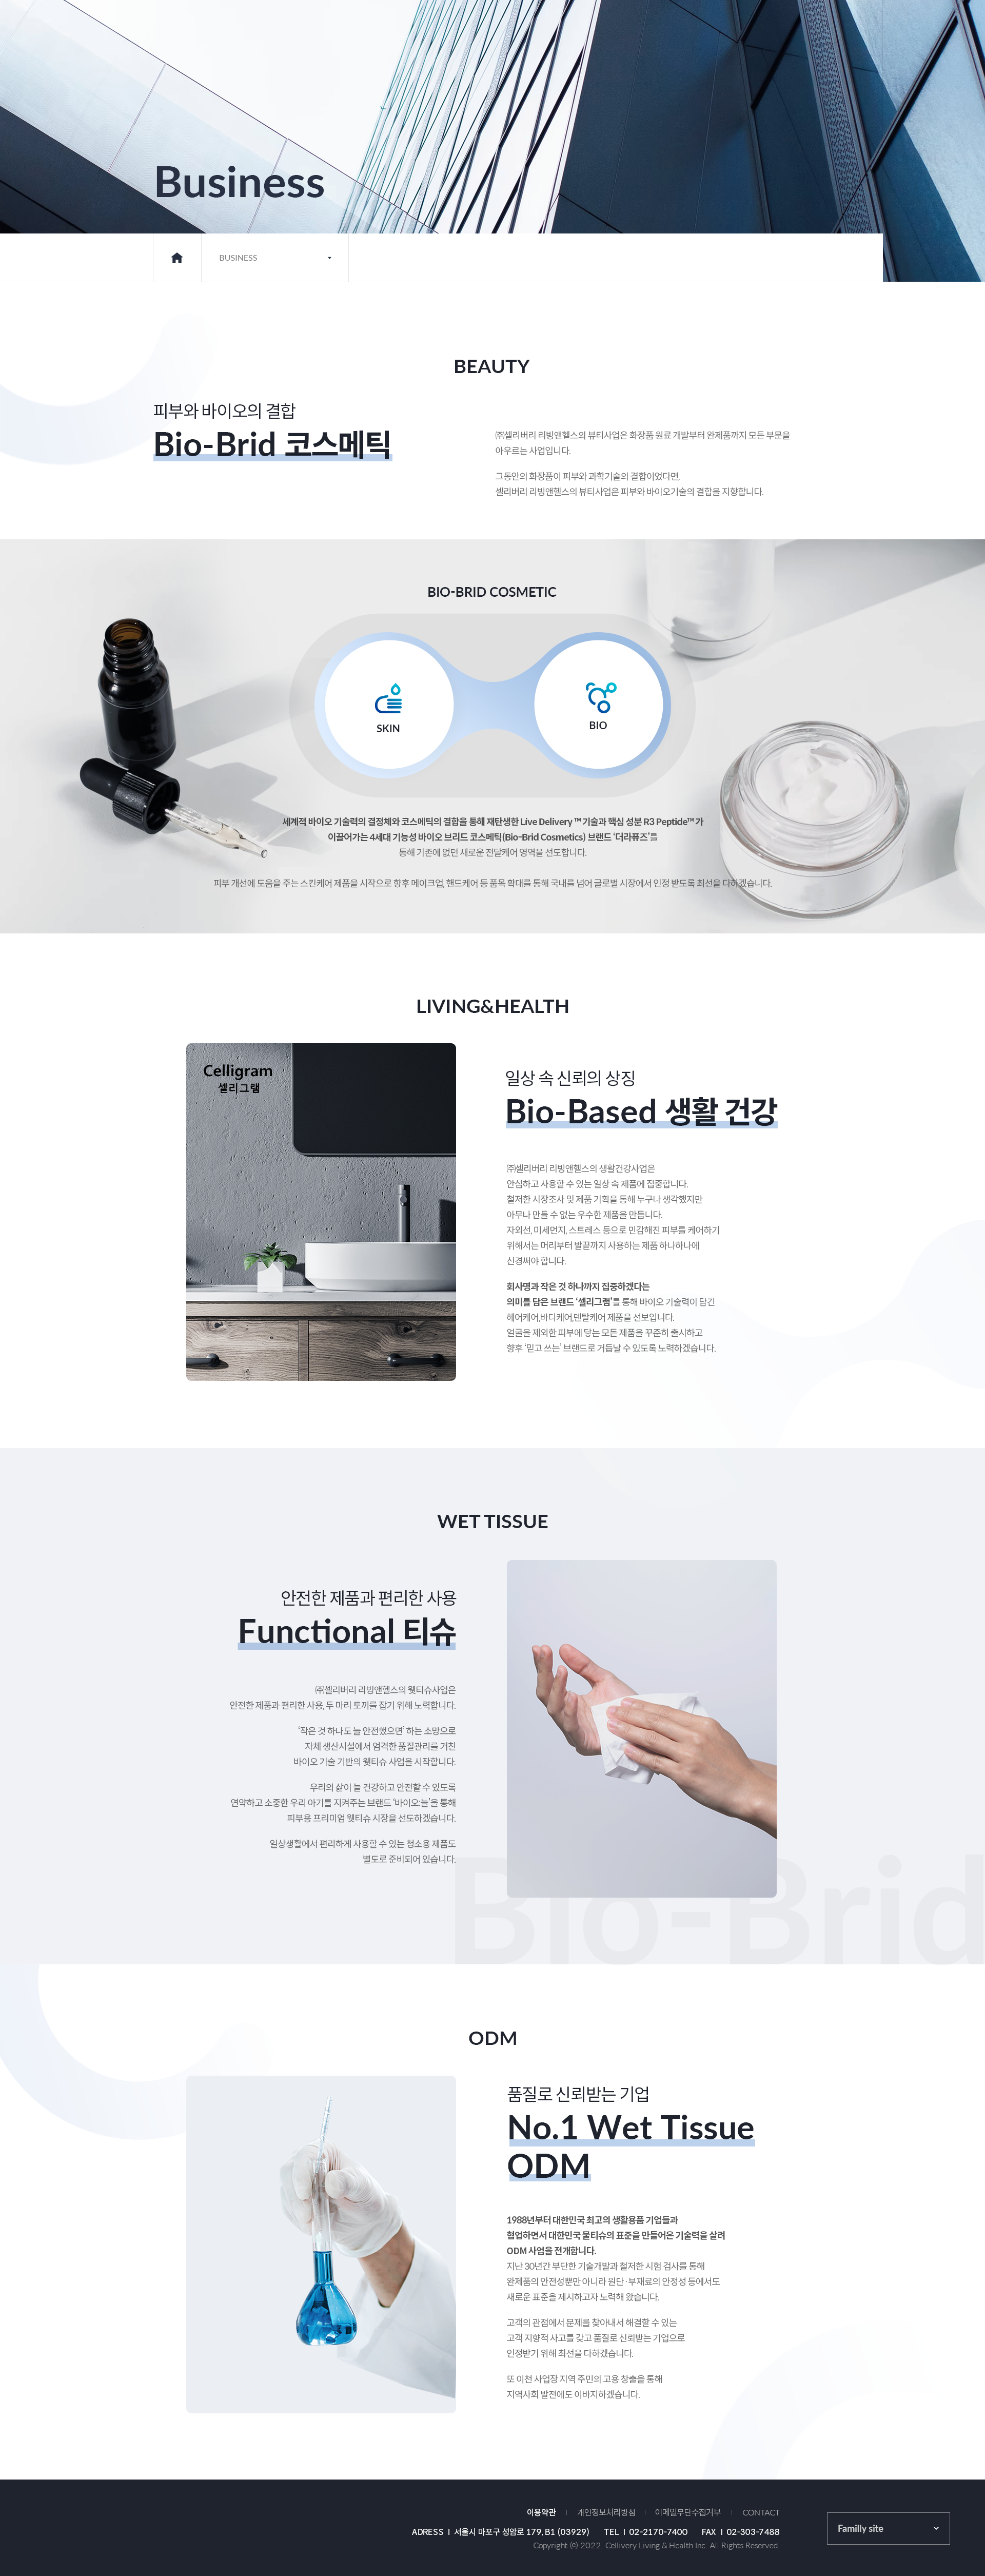 Business
BUSINESS
BEAUTY
피부와 바이오의 결합
Bio-Brid 코스메틱
㈜셀리버리 리빙앤헬스의 뷰티사업은 화장품 원료 개발부터 완제품까지 모든 부문을
아우르는 사업입니다.
그동안의 화장품이 피부와 과학기술의 결합이었다면,
셀리버리 리빙앤헬스의 뷰티사업은 피부와 바이오기술의 결합을 지향합니다.
BIO-BRID COSMETIC
SKIN
BIO
세계적 바이오 기술력의 결정체와 코스메틱의 결합을 통해 재탄생한 Live Delivery ™ 기술과 핵심 성분 R3 Peptide™ 가
이끌어가는 4세대 기능성 바이오 브리드 코스메틱(Bio-Brid Cosmetics) 브랜드 ‘더라퓨즈’를
통해 기존에 없던 새로운 전달케어 영역을 선도합니다.
피부 개선에 도움을 주는 스킨케어 제품을 시작으로 향후 메이크업, 핸드케어 등 품목 확대를 통해 국내를 넘어 글로벌 시장에서 인정 받도록 최선을 다하겠습니다.
LIVING&HEALTH
Celligram
셀리그램
일상 속 신뢰의 상징
Bio-Based 생활 건강
㈜셀리버리 리빙앤헬스의 생활건강사업은
안심하고 사용할 수 있는 일상 속 제품에 집중합니다.
철저한 시장조사 및 제품 기획을 통해 누구나 생각했지만
아무나 만들 수 없는 우수한 제품을 만듭니다.
자외선, 미세먼지, 스트레스 등으로 민감해진 피부를 케어하기
위해서는 머리부터 발끝까지 사용하는 제품 하나하나에
신경써야 합니다.
회사명과 작은 것 하나까지 집중하겠다는
의미를 담은 브랜드 ‘셀리그램’를 통해 바이오 기술력이 담긴
헤어케어,바디케어,덴탈케어 제품을 선보입니다.
얼굴을 제외한 피부에 닿는 모든 제품을 꾸준히 출시하고
향후 ‘믿고 쓰는’ 브랜드로 거듭날 수 있도록 노력하겠습니다.
WET TISSUE
안전한 제품과 편리한 사용
Functional 티슈
㈜셀리버리 리빙앤헬스의 웻티슈사업은
안전한 제품과 편리한 사용, 두 마리 토끼를 잡기 위해 노력합니다.
‘작은 것 하나도 늘 안전했으면’ 하는 소망으로
자체 생산시설에서 엄격한 품질관리를 거친
바이오 기술 기반의 웻티슈 사업을 시작합니다.
우리의 삶이 늘 건강하고 안전할 수 있도록
연약하고 소중한 우리 아기를 지켜주는 브랜드 ‘바이오:늘’을 통해
피부용 프리미엄 웻티슈 시장을 선도하겠습니다.
일상생활에서 편리하게 사용할 수 있는 청소용 제품도
별도로 준비되어 있습니다.
Bio-Brid
ODM
품질로 신뢰받는 기업
No.1 Wet Tissue
ODM
1988년부터 대한민국 최고의 생활용품 기업들과
협업하면서 대한민국 물티슈의 표준을 만들어온 기술력을 살려
ODM 사업을 전개합니다.
지난 30년간 부단한 기술개발과 철저한 시험 검사를 통해
완제품의 안전성뿐만 아니라 원단·부재료의 안정성 등에서도
새로운 표준을 제시하고자 노력해 왔습니다.
고객의 관점에서 문제를 찾아내서 해결할 수 있는
고객 지향적 사고를 갖고 품질로 신뢰받는 기업으로
인정받기 위해 최선을 다하겠습니다.
또 이천 사업장 지역 주민의 고용 창출을 통해
지역사회 발전에도 이바지하겠습니다.
이용약관 | 개인정보처리방침 | 이메일무단수집거부 | CONTACT
ADRESS | 서울시 마포구 성암로 179, B1 (03929) TEL | 02-2170-7400 FAX | 02-303-7488
Copyright (c) 2022. Cellivery Living & Health Inc. All Rights Reserved.
Familly site